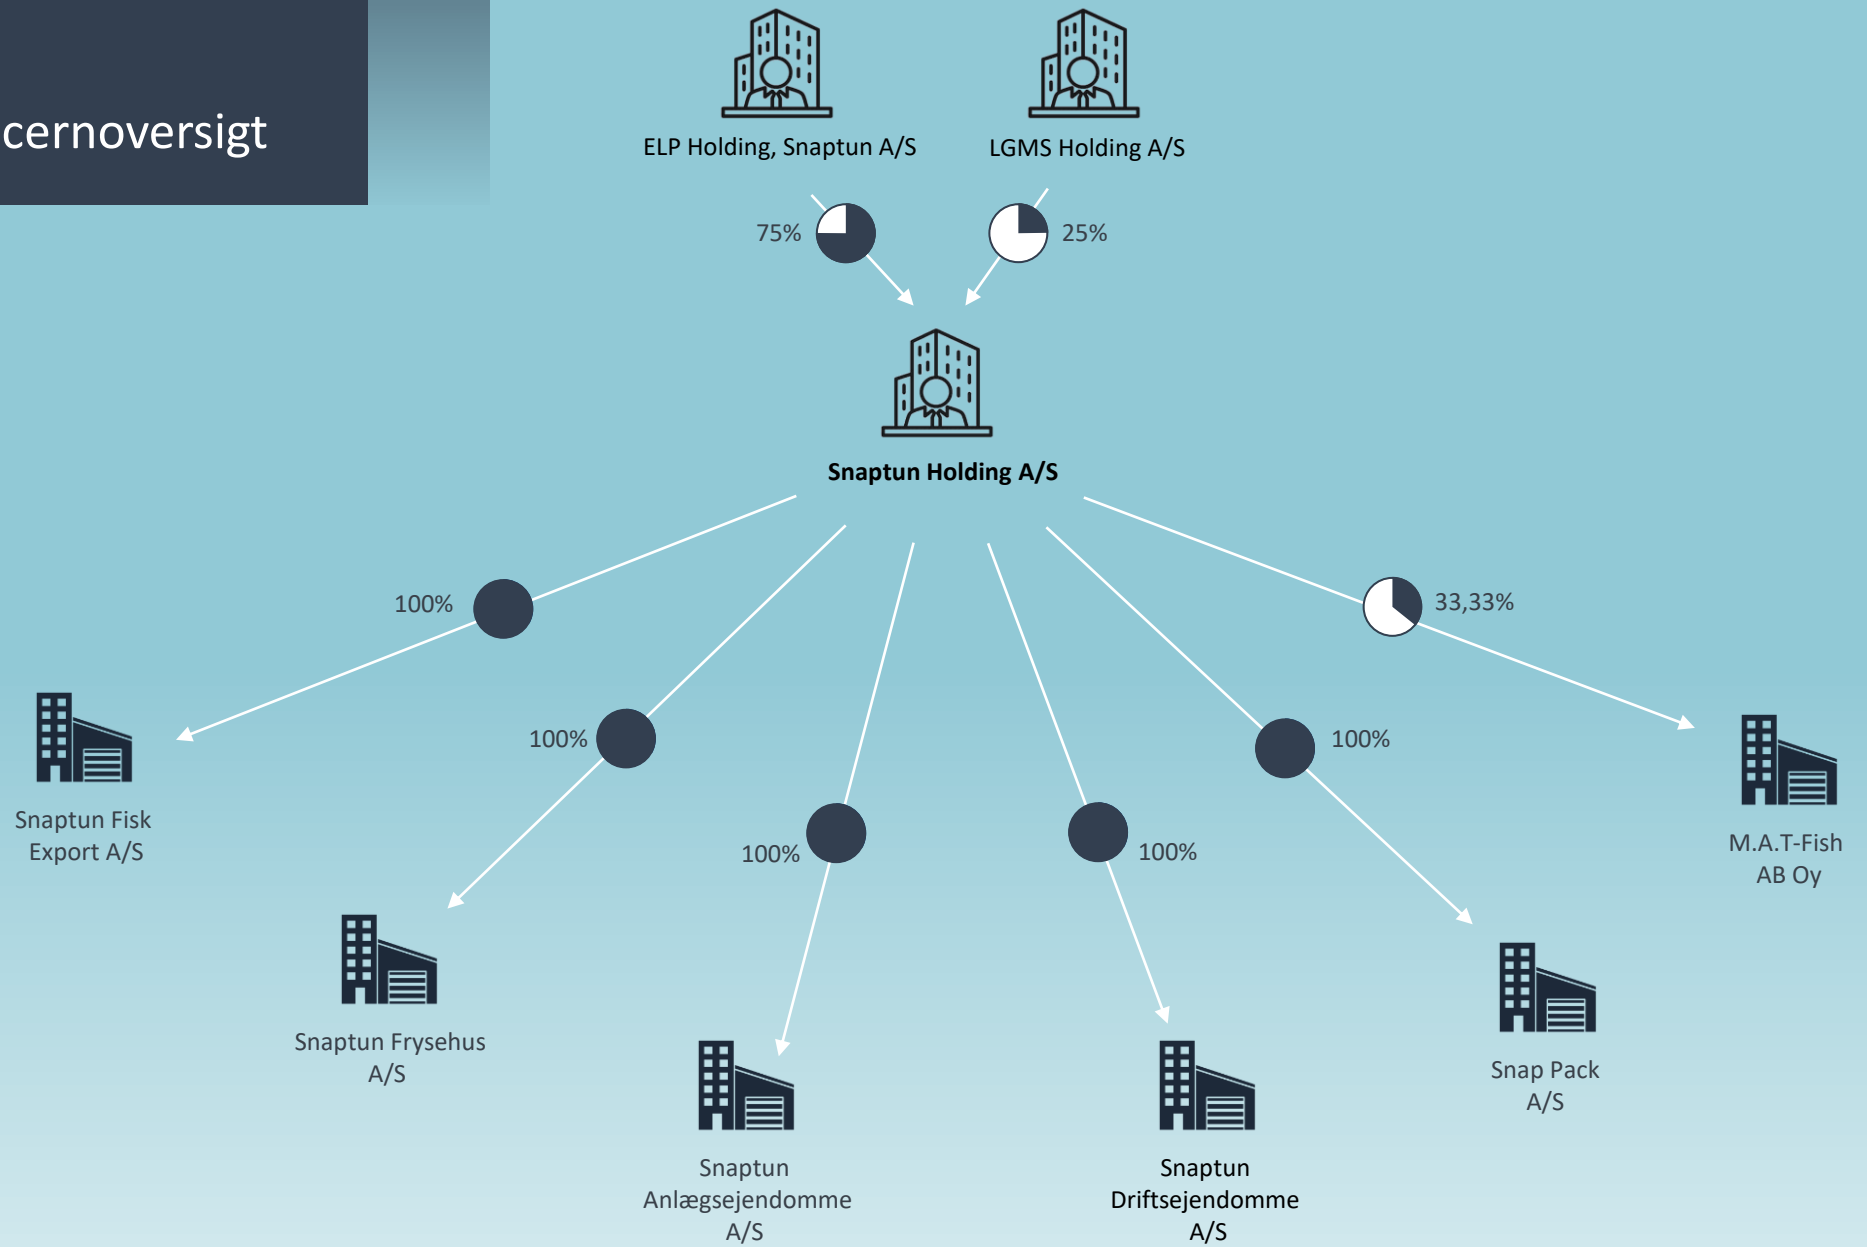 cernoversigt
ELP Holding, Snaptun A/S
LGMS Holding A/S
75%
25%
Snaptun Holding A/S
100%
33,33%
100%
100%
100%
100%
Snaptun Fisk
Export A/S
M.A.T-Fish
AB Oy
Snaptun Frysehus
A/S
Snap Pack
A/S
Snaptun
Anlægsejendomme
A/S
Snaptun
Driftsejendomme
A/S